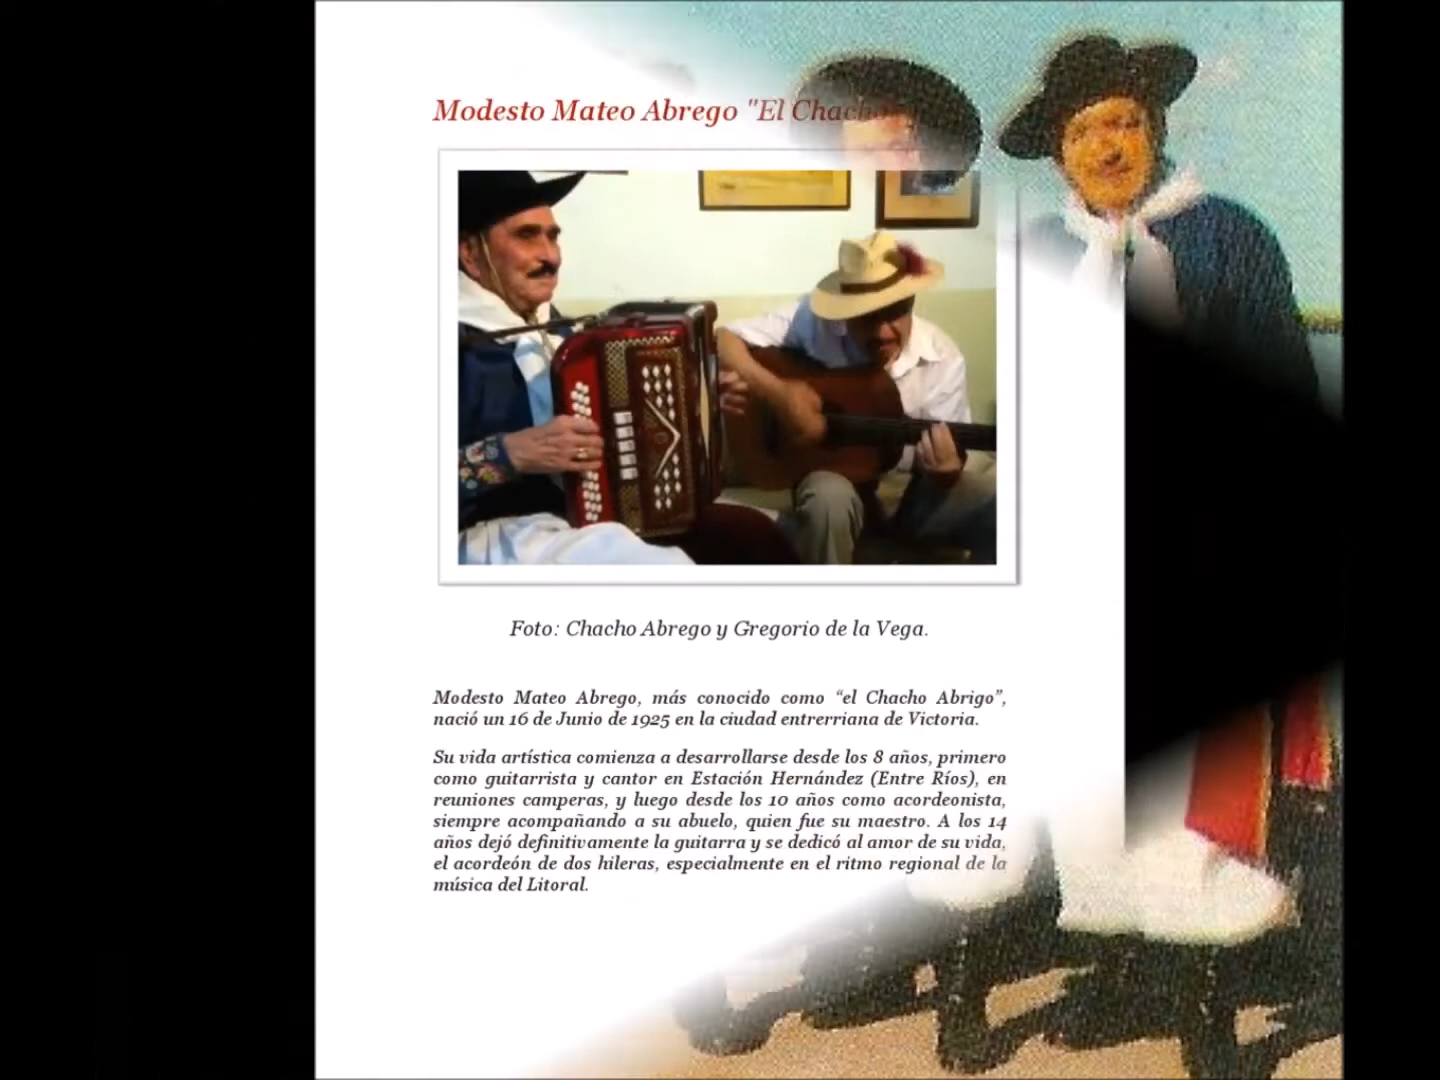 Modesto Mateo Abrego "El Chacho"
Foto: Chacho Abrego y Gregorio de la Vega.
Modesto Mateo Abrego, más conocido como “el Chacho Abrigo”,
nació un 16 de Junio de 1925 en la ciudad entrerriana de Victoria.
Su vida artística comienza a desarrollarse desde los 8 años, primero
como guitarrista y cantor en Estación Hernández (Entre Ríos), en
reuniones camperas, y luego desde los 10 años como acordeonista,
siempre acompañando a su abuelo, quien fue su maestro. A los 14
años dejó definitivamente la guitarra y se dedicó al amor de su vida,
el acordeón de dos hileras, especialmente en el ritmo regional de la
música del Litoral.